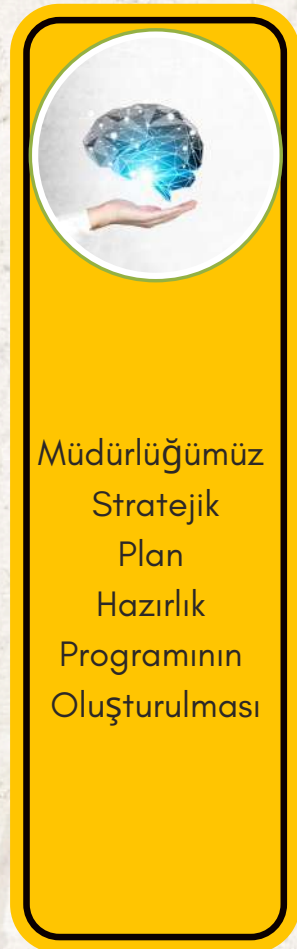 Müdürlüğümüz
Stratejik
Plan
Hazırlık
Programının
Oluşturulması